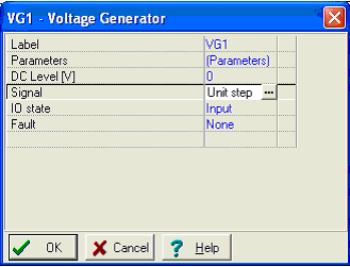 VG1 - Voltage Generator
Label VG1
Parameters (Parameters)
DC Level [V] 0
Signal Unit step ...
IO state Input
Fault None
OK Cancel ? Help